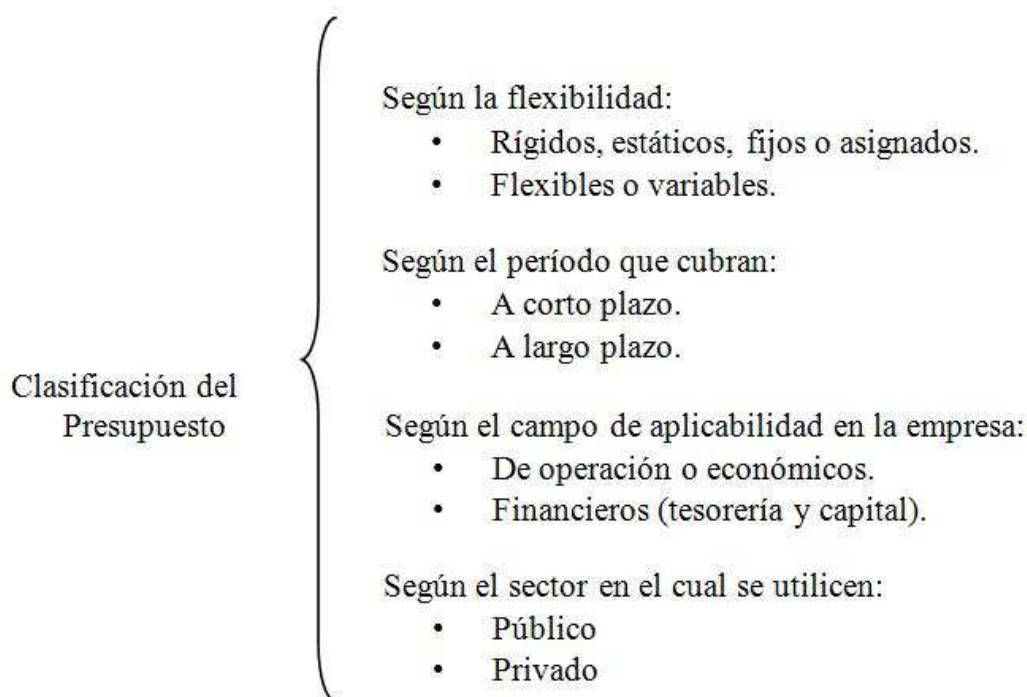 Clasificación del
Presupuesto
Según la flexibilidad:
• Rígidos, estáticos, fijos o asignados.
• Flexibles o variables.
Según el período que cubran:
• A corto plazo.
• A largo plazo.
Según el campo de aplicabilidad en la empresa:
• De operación o económicos.
• Financieros (tesorería y capital).
Según el sector en el cual se utilicen:
• Público
• Privado